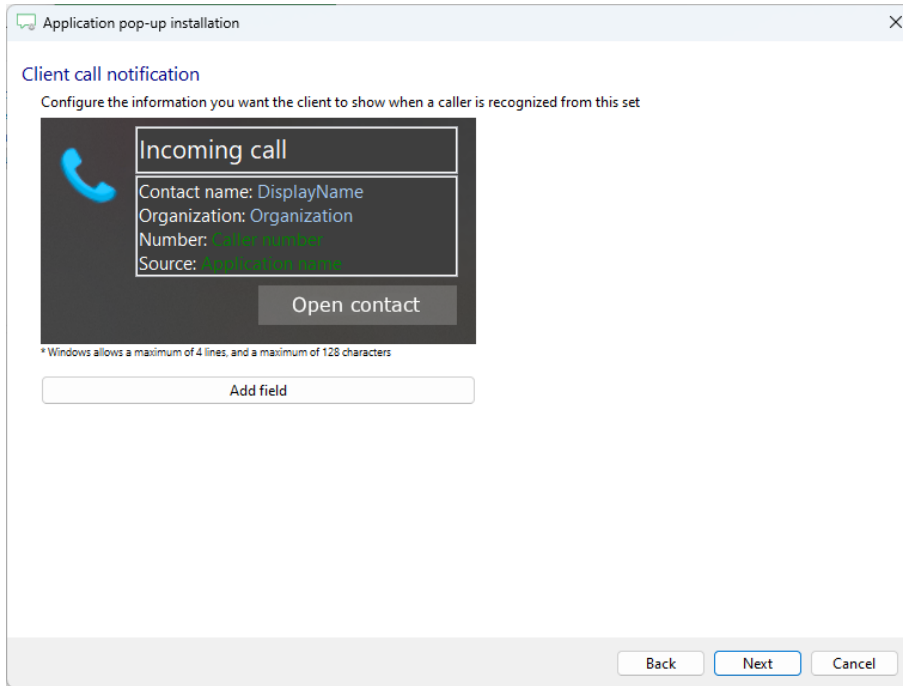 Application pop-up installation
Client call notification
Configure the information you want the client to show when a caller is recognized from this set
Incoming call
Contact name: DisplayName
Organization: Organization
Number: Caller number
Source: Application name
Open contact
* Windows allows a maximum of 4 lines, and a maximum of 128 characters
Add field
Back Next Cancel